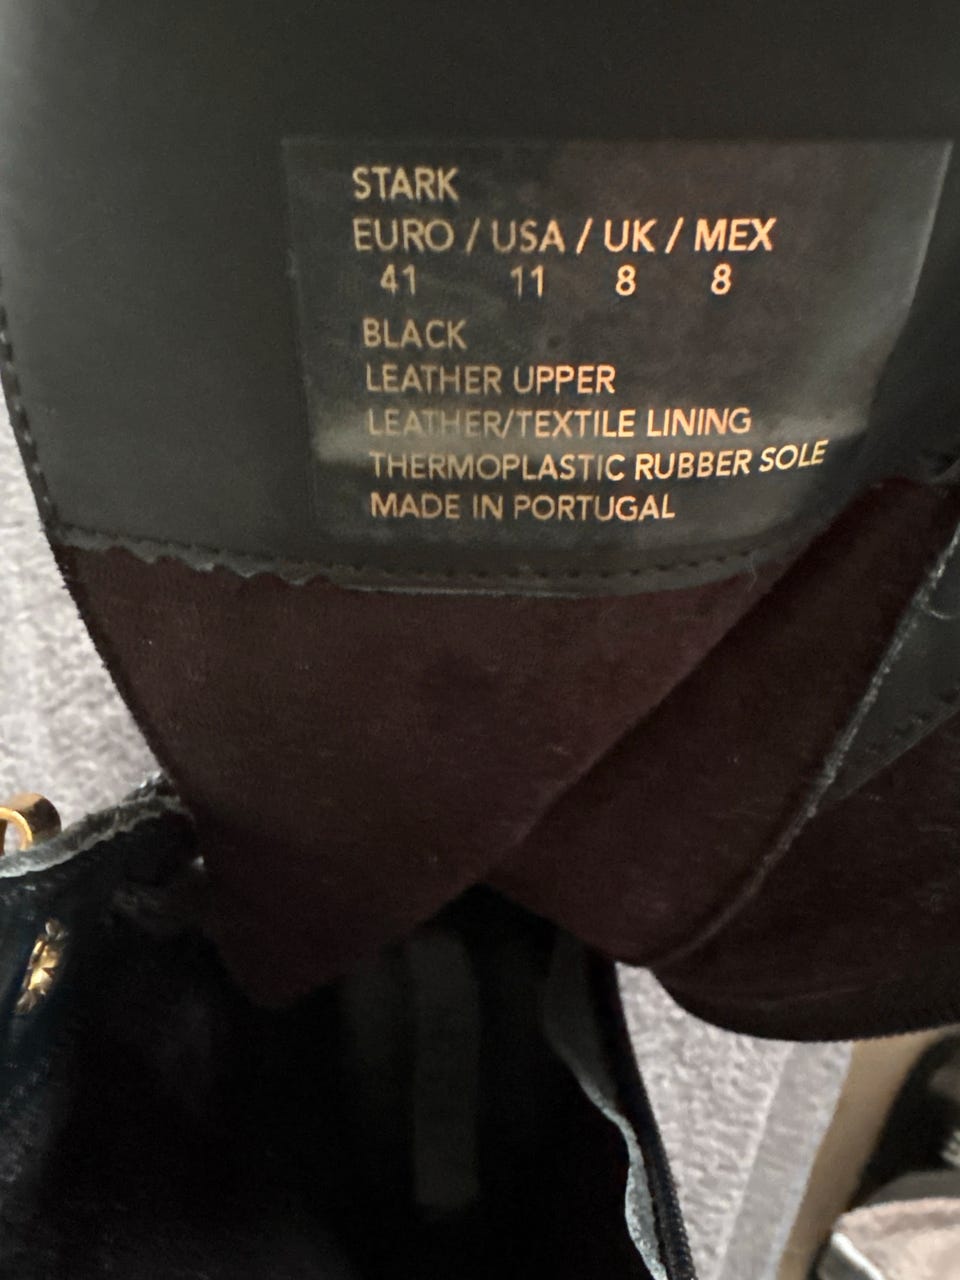 STARK
EURO / USA / UK / MEX
41 11 8 8
BLACK
LEATHER UPPER
LEATHER/TEXTILE LINING
THERMOPLASTIC RUBBER SOLE
MADE IN PORTUGAL